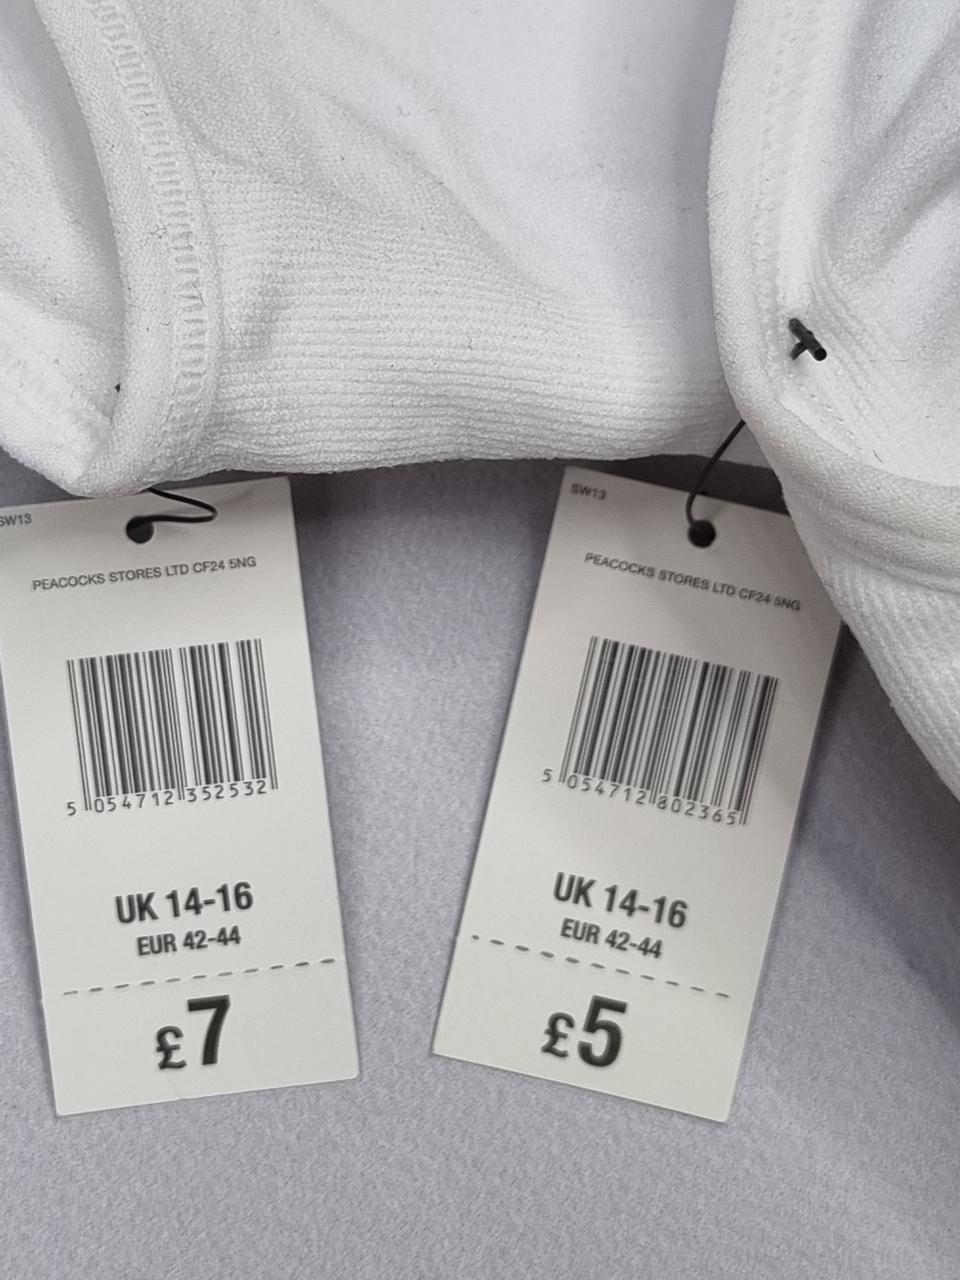 SW13
PEACOCKS STORES LTD CF24 5NG
5 054712 352532
UK 14-16
EUR 42-44
£7
SW13
PEACOCKS STORES LTD CF24 5NG
5 054712 802365
UK 14-16
EUR 42-44
£5